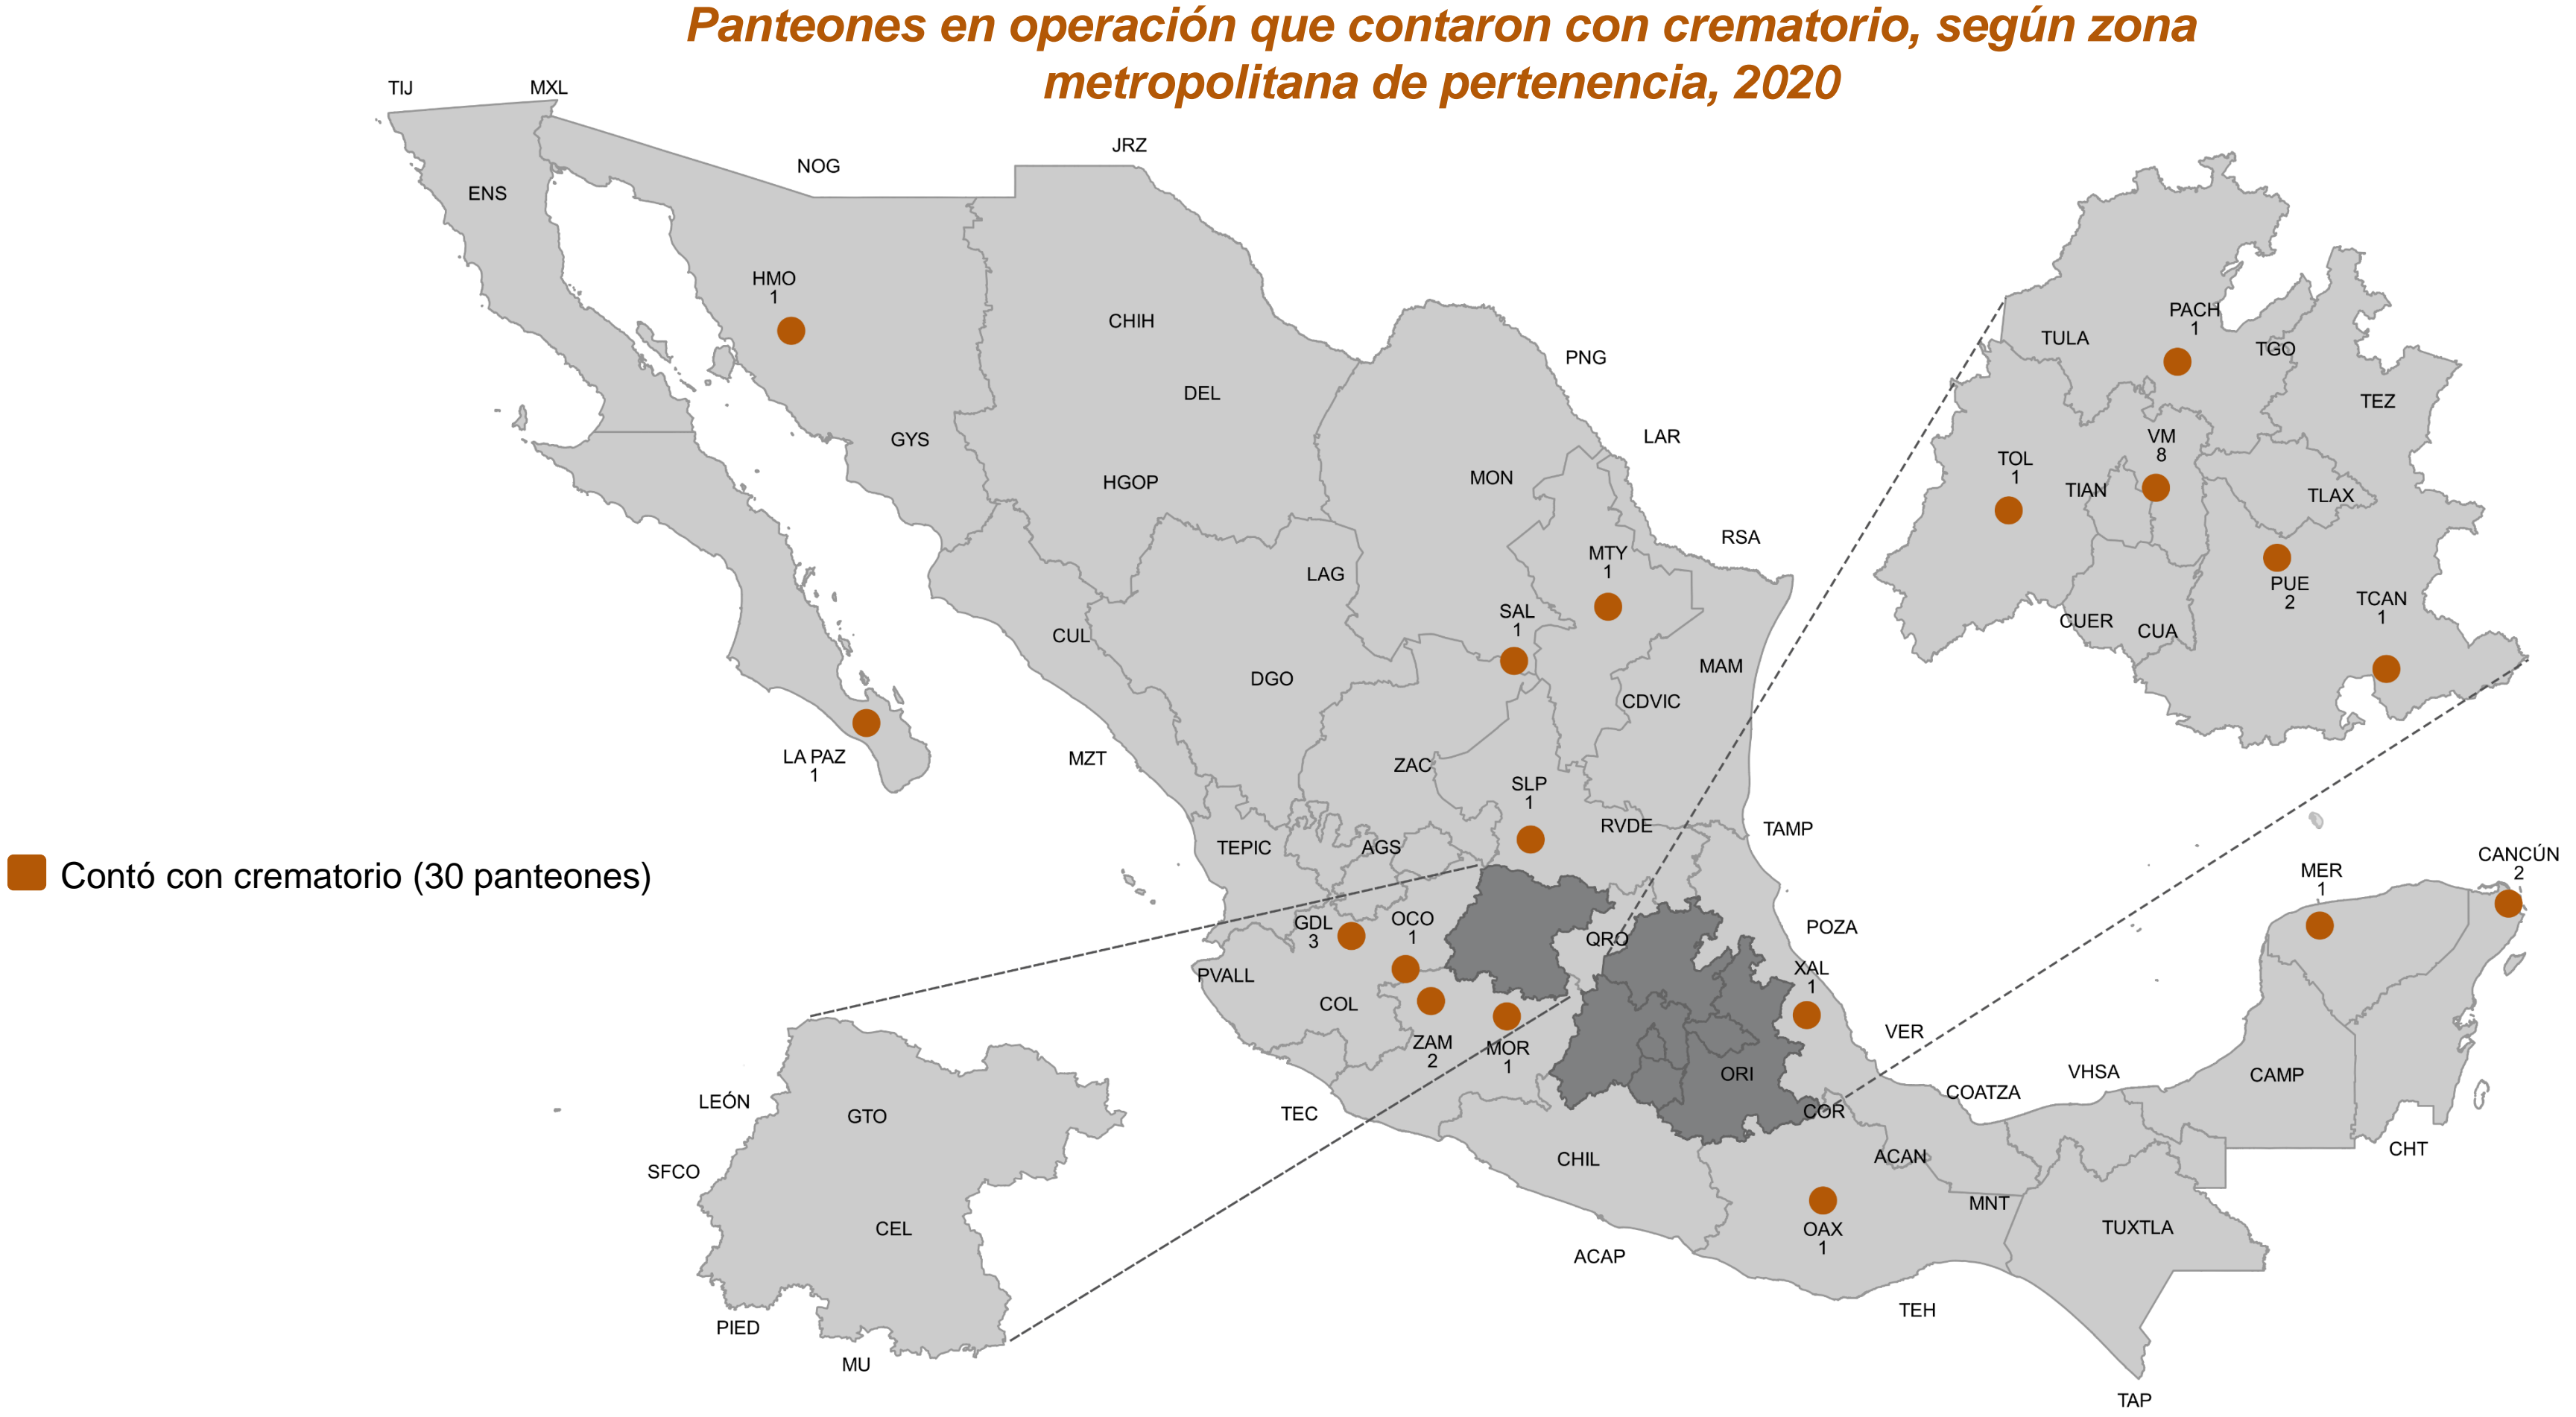 Panteones en operación que contaron con crematorio, según zona
metropolitana de pertenencia, 2020
TIJ
MXL
JRZ
NOG
ENS
HMO
1
PACH
1
CHIH
TULA
TGO
PNG
DEL
TEZ
LAR
VM
8
GYS
TOL
1
MON
HGOP
TIAN
TLAX
RSA
MTY
1
LAG
PUE
2
TCAN
1
SAL
1
CUER
CUA
CUL
MAM
DGO
CDVIC
LA PAZ
1
MZT
ZAC
SLP
1
RVDE
TAMP
TEPIC
AGS
CANCÚN
2
MER
1
Contó con crematorio (30 panteones)
GDL
3
OCO
1
POZA
QRO
XAL
1
PVALL
COL
VER
ZAM
2
MOR
1
ORI
VHSA
CAMP
COATZA
LEÓN
GTO
TEC
COR
CHT
CHIL
ACAN
SFCO
MNT
CEL
OAX
1
TUXTLA
ACAP
TEH
PIED
MU
TAP